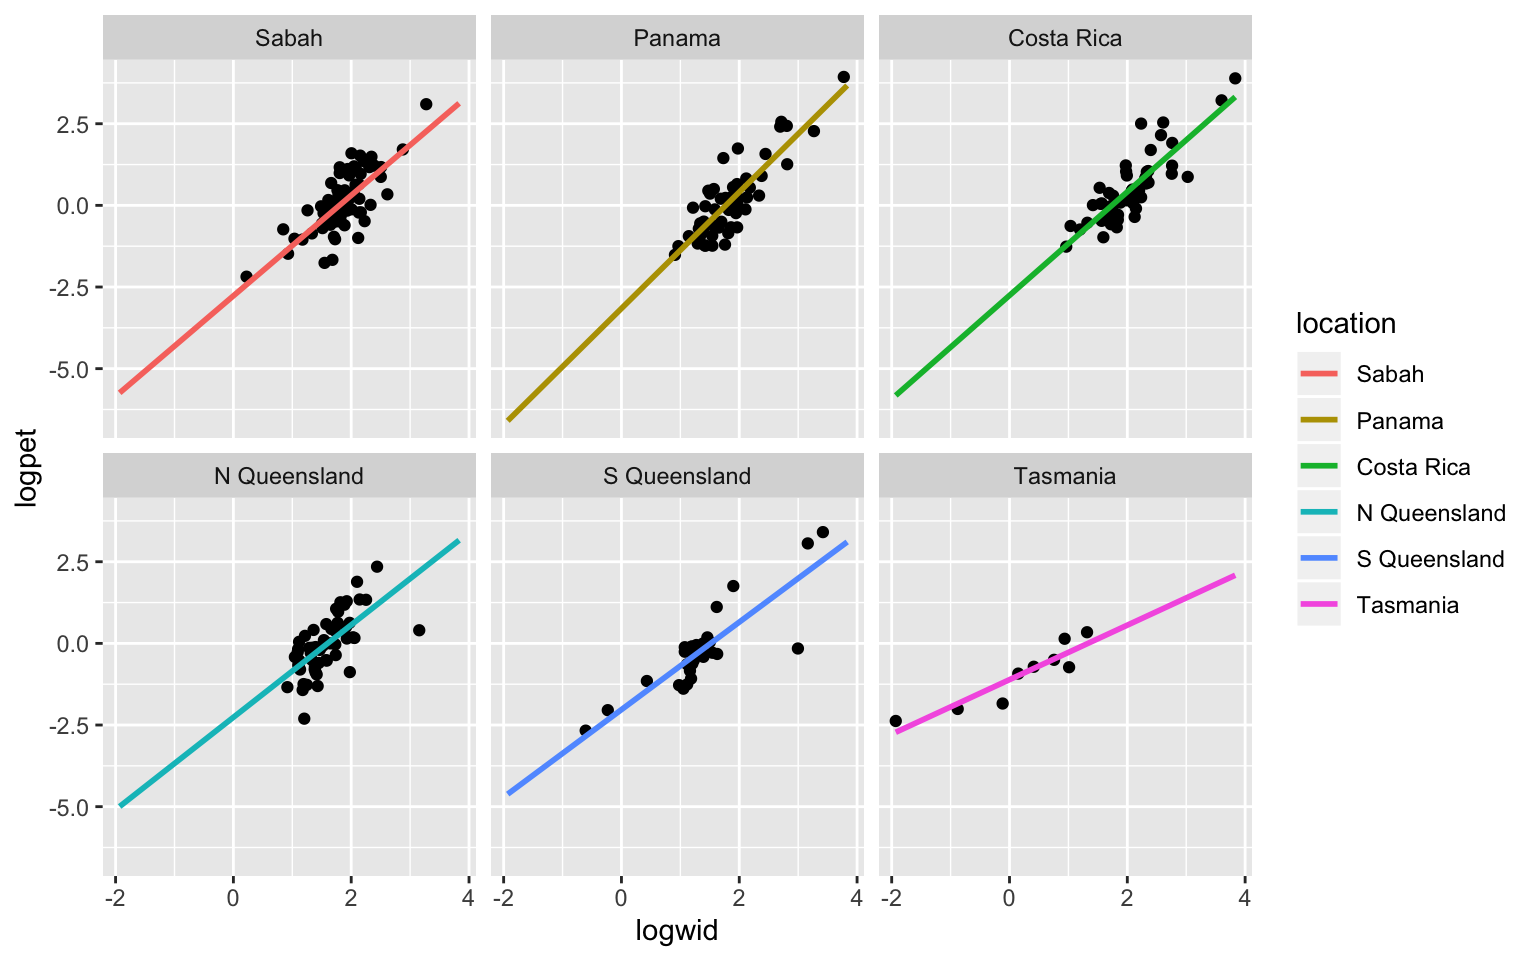 Sabah
Panama
Costa Rica
2.5
0.0
-2.5
-5.0
N Queensland
S Queensland
Tasmania
2.5
0.0
-2.5
-5.0
-2 0 2 4
-2 0 2 4
-2 0 2 4
logwid
logpet
location
Sabah
Panama
Costa Rica
N Queensland
S Queensland
Tasmania